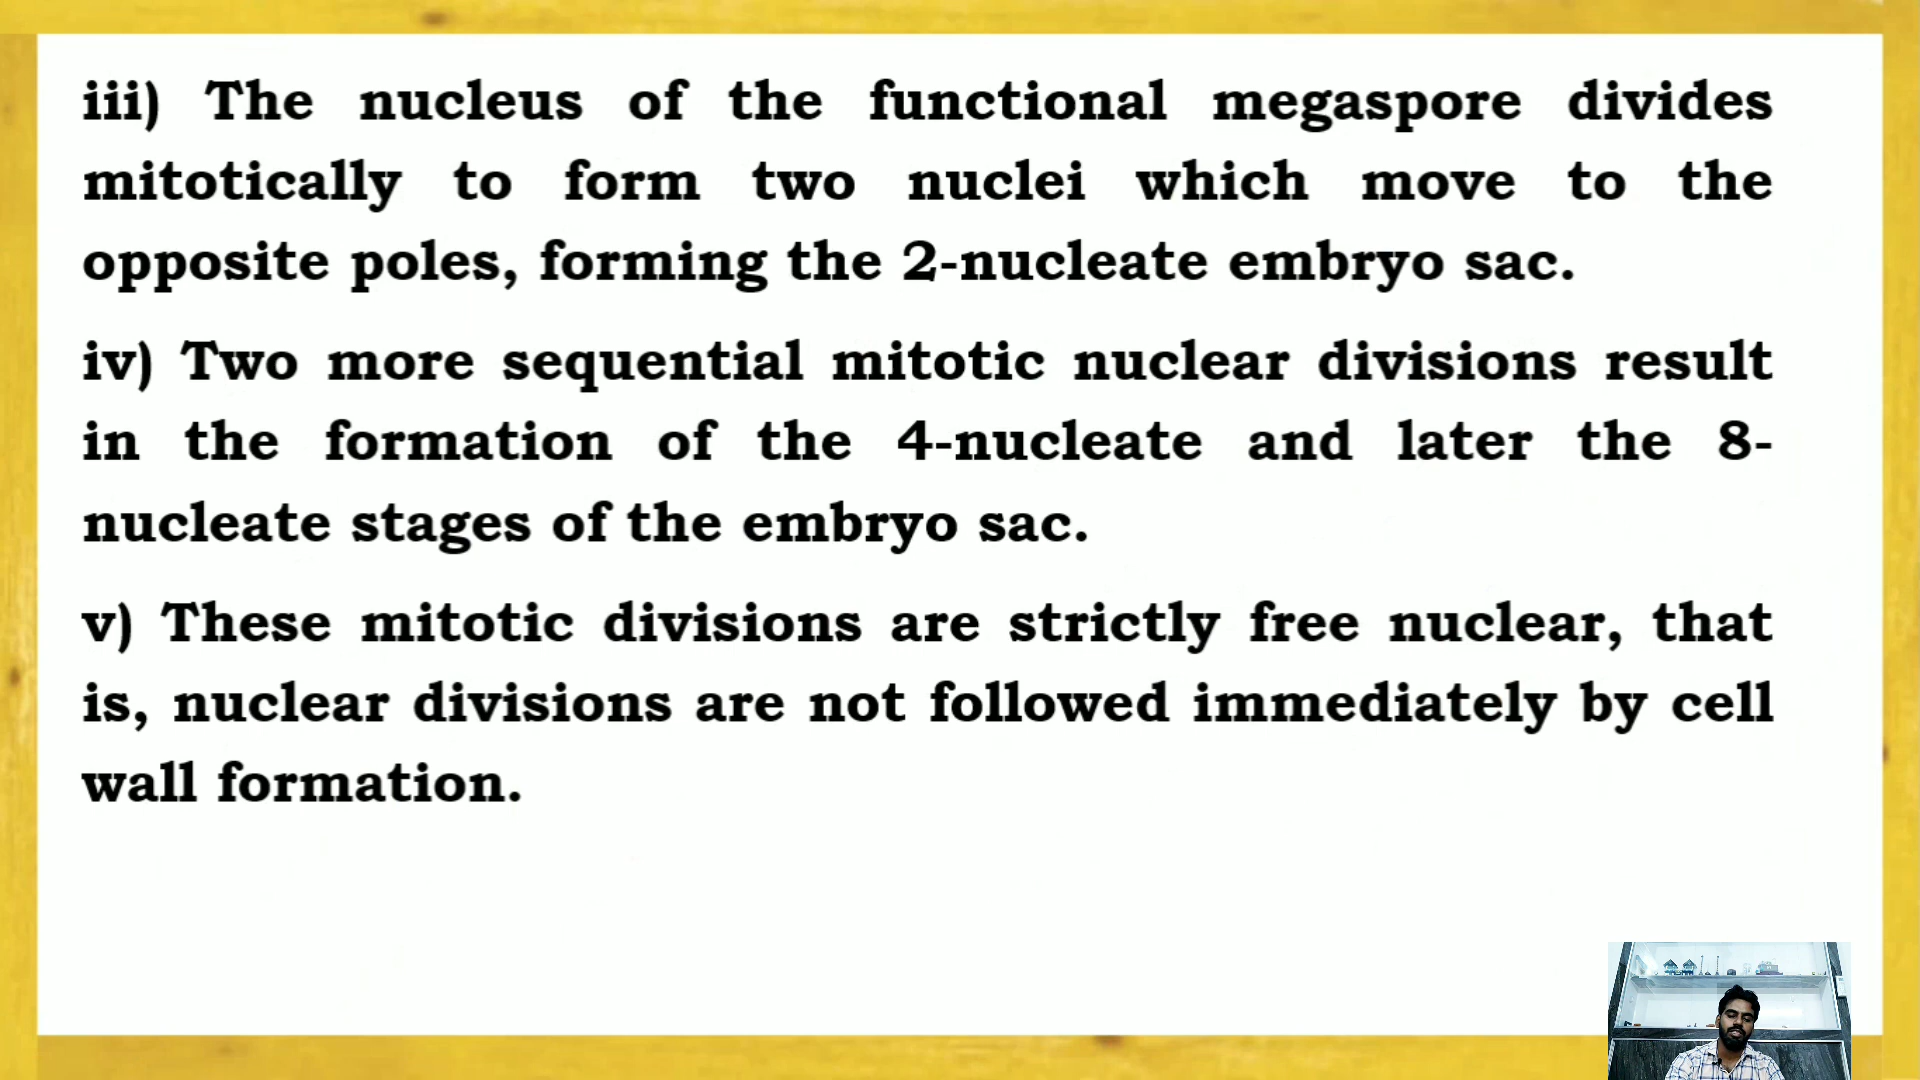 iii) The nucleus of the functional megaspore divides
mitotically to form two nuclei which move to the
opposite poles, forming the 2-nucleate embryo sac.
iv) Two more sequential mitotic nuclear divisions result
in the formation of the 4-nucleate and later the 8-
nucleate stages of the embryo sac.
v) These mitotic divisions are strictly free nuclear, that
is, nuclear divisions are not followed immediately by cell
wall formation.